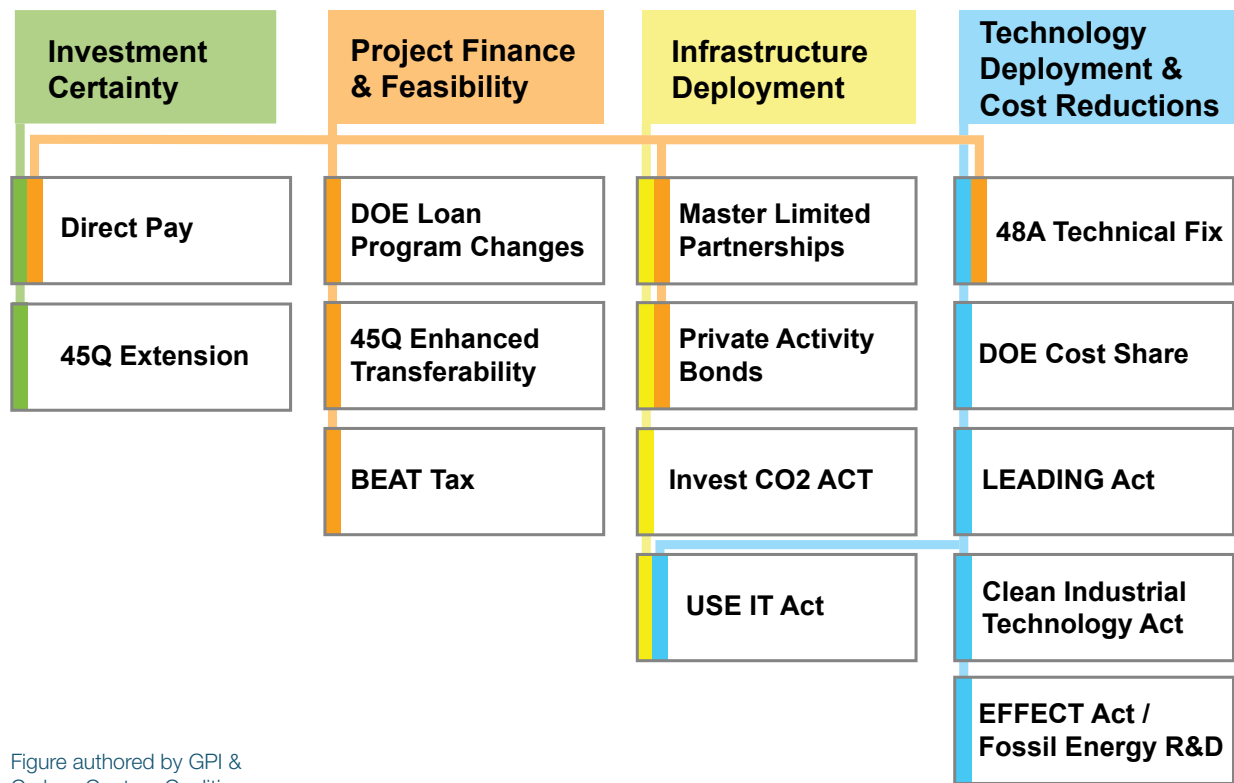 Investment
Certainty
Project Finance
& Feasibility
Infrastructure
Deployment
Technology
Deployment &
Cost Reductions
Direct Pay
45Q Extension
DOE Loan
Program Changes
45Q Enhanced
Transferability
BEAT Tax
Master Limited
Partnerships
Private Activity
Bonds
Invest CO2 ACT
USE IT Act
48A Technical Fix
DOE Cost Share
LEADING Act
Clean Industrial
Technology Act
EFFECT Act /
Fossil Energy R&D
Figure authored by GPI &